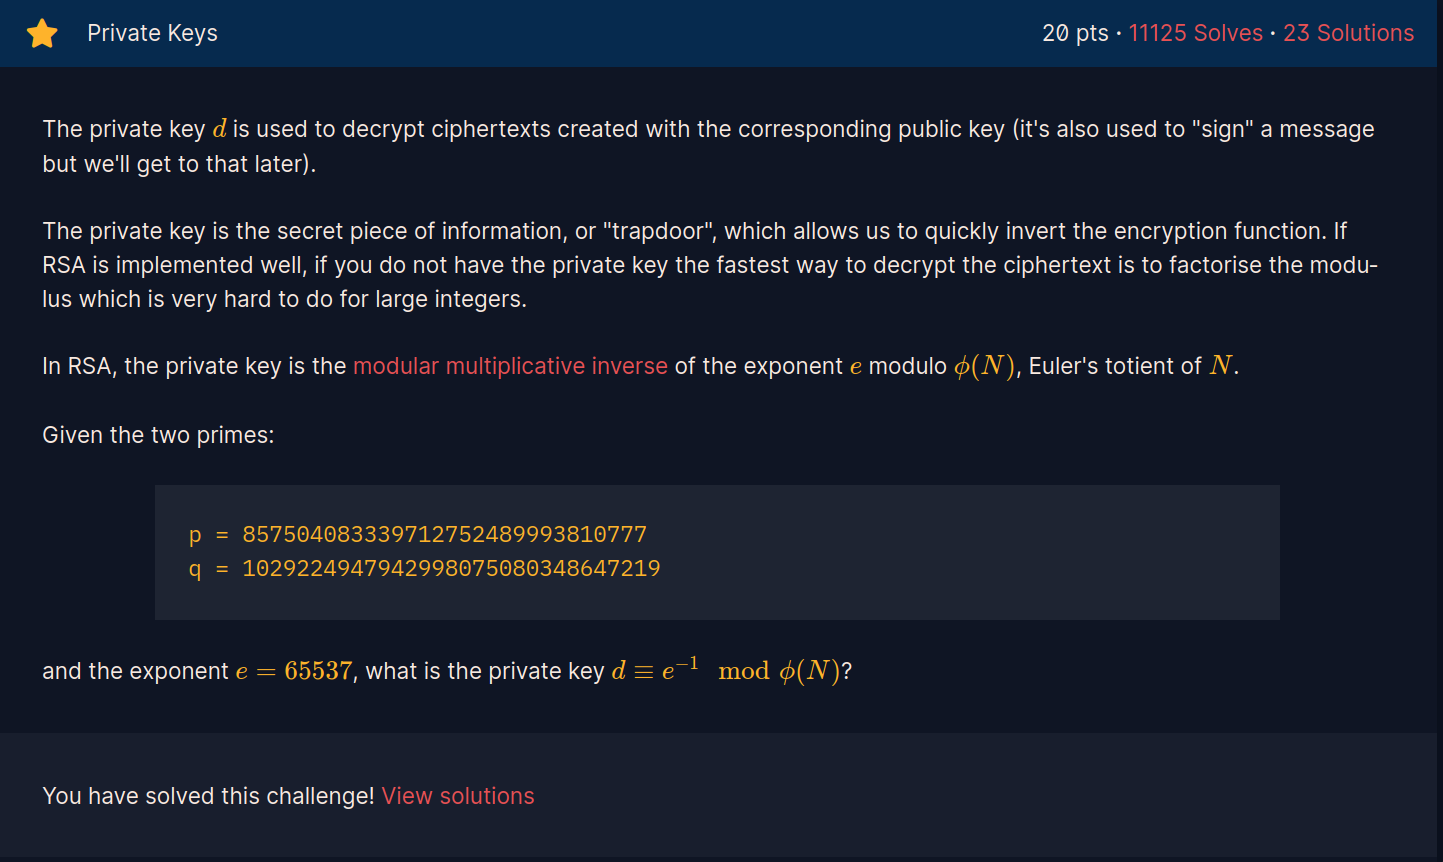 Private Keys
20 pts · 11125 Solves · 23 Solutions
The private key d is used to decrypt ciphertexts created with the corresponding public key (it's also used to "sign" a message
but we'll get to that later).
The private key is the secret piece of information, or "trapdoor", which allows us to quickly invert the encryption function. If
RSA is implemented well, if you do not have the private key the fastest way to decrypt the ciphertext is to factorise the modu-
lus which is very hard to do for large integers.
In RSA, the private key is the modular multiplicative inverse of the exponent e modulo ϕ(N), Euler's totient of N.
Given the two primes:
p = 857504083339712752489993810777
q = 1029224947942998075080348647219
and the exponent e = 65537, what is the private key d ≡ e⁻¹ mod ϕ(N)?
You have solved this challenge! View solutions